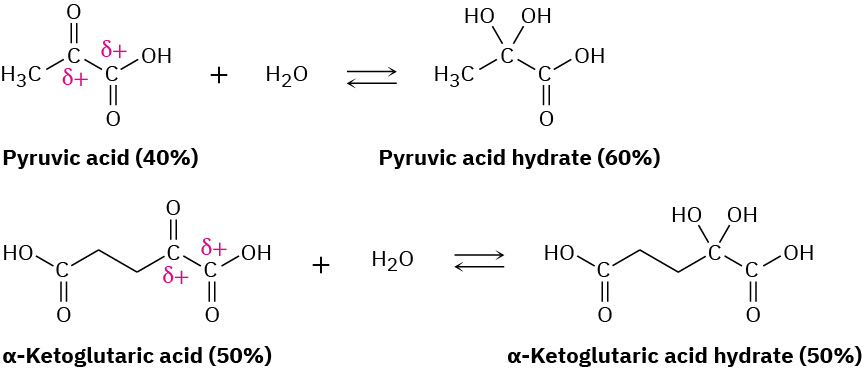 O HO OH
C δ+ OH C OH
H₃C δ+ C + H₂O H₃C C
O O
Pyruvic acid (40%) Pyruvic acid hydrate (60%)
O HO OH
HO C δ+ OH HO C OH
C δ+ C + H₂O C C
O O O O
α-Ketoglutaric acid (50%) α-Ketoglutaric acid hydrate (50%)